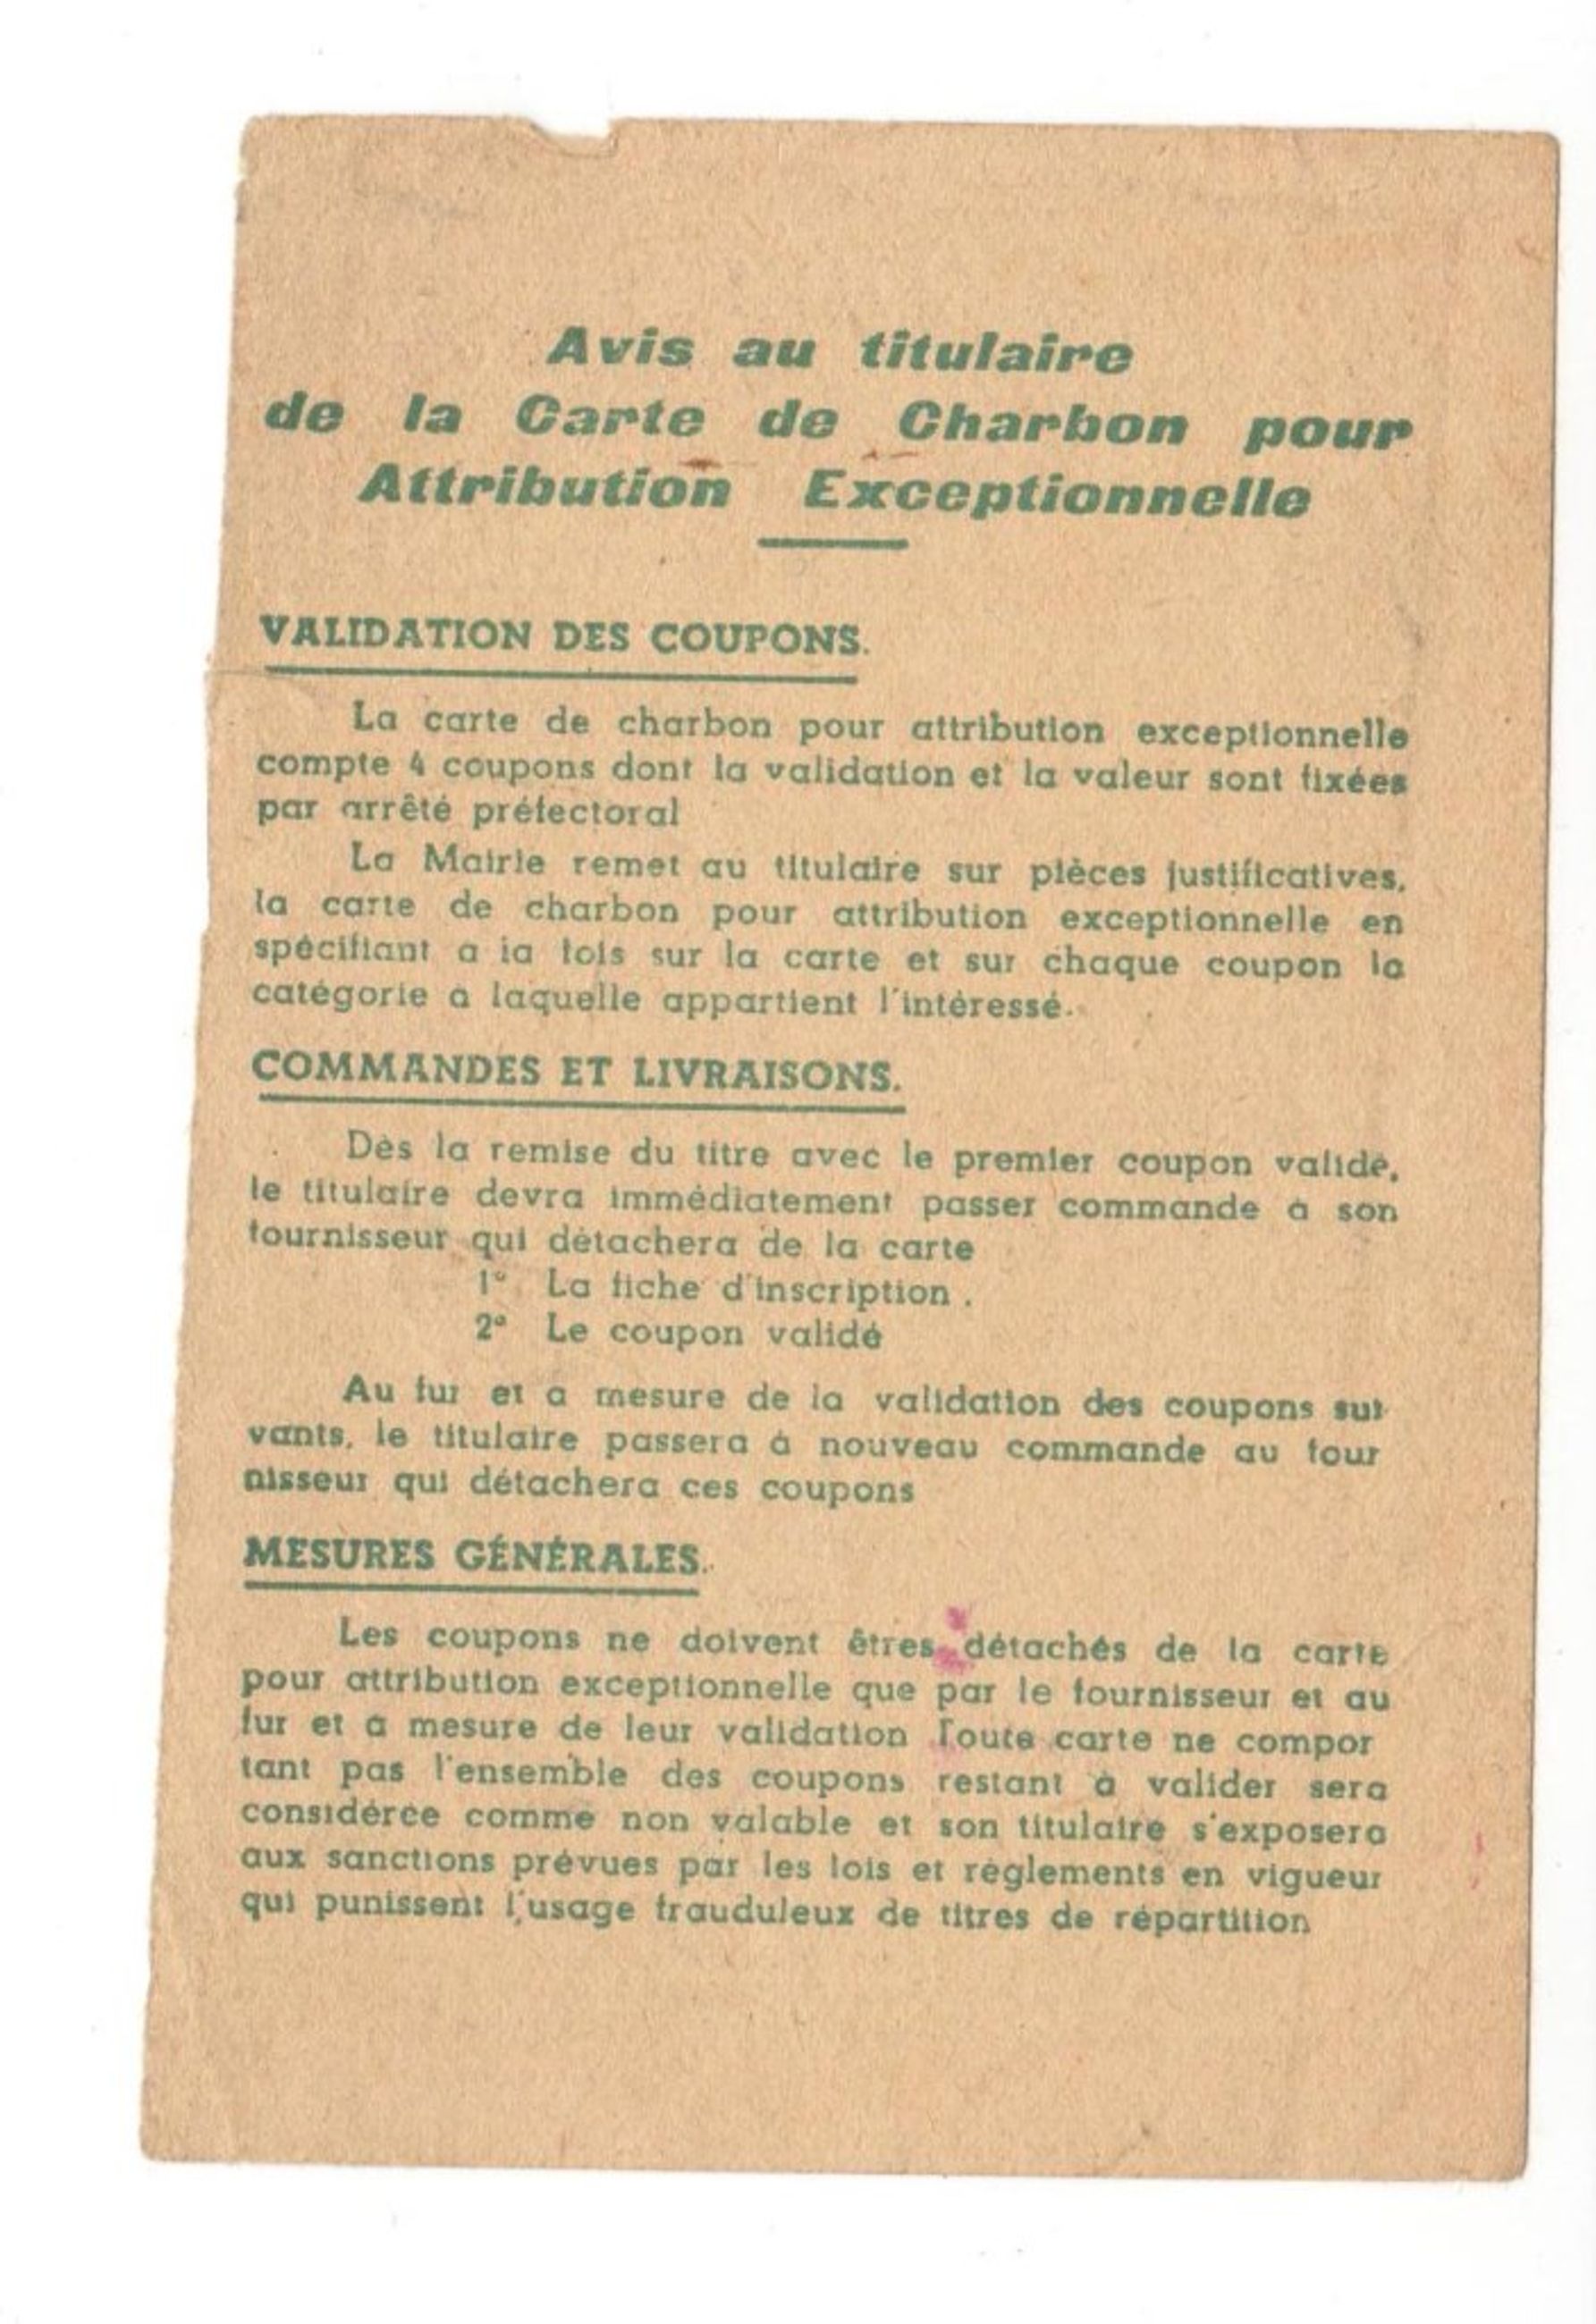 Avis au titulaire
de la Carte de Charbon pour
Attribution Exceptionnelle
VALIDATION DES COUPONS.
La carte de charbon pour attribution exceptionnelle
compte 4 coupons dont la validation et la valeur sont fixées
par arrêté préfectoral
La Mairie remet au titulaire sur pièces justificatives,
la carte de charbon pour attribution exceptionnelle en
spécifiant a la fois sur la carte et sur chaque coupon la
catégorie a laquelle appartient l'intéressé.
COMMANDES ET LIVRAISONS.
Dès la remise du titre avec le premier coupon validé,
le titulaire devra immédiatement passer commande à son
fournisseur qui détachera de la carte
1° La fiche d'inscription.
2° Le coupon validé
Au fur et a mesure de la validation des coupons sui
vants, le titulaire passera à nouveau commande au four
nisseur qui détachera ces coupons
MESURES GÉNÉRALES.
Les coupons ne doivent êtres détachés de la carte
pour attribution exceptionnelle que par le fournisseur et au
fur et a mesure de leur validation Toute carte ne compor
tant pas l'ensemble des coupons restant à valider sera
considérée comme non valable et son titulaire s'exposera
aux sanctions prévues par les lois et règlements en vigueur
qui punissent l'usage frauduleux de titres de répartition